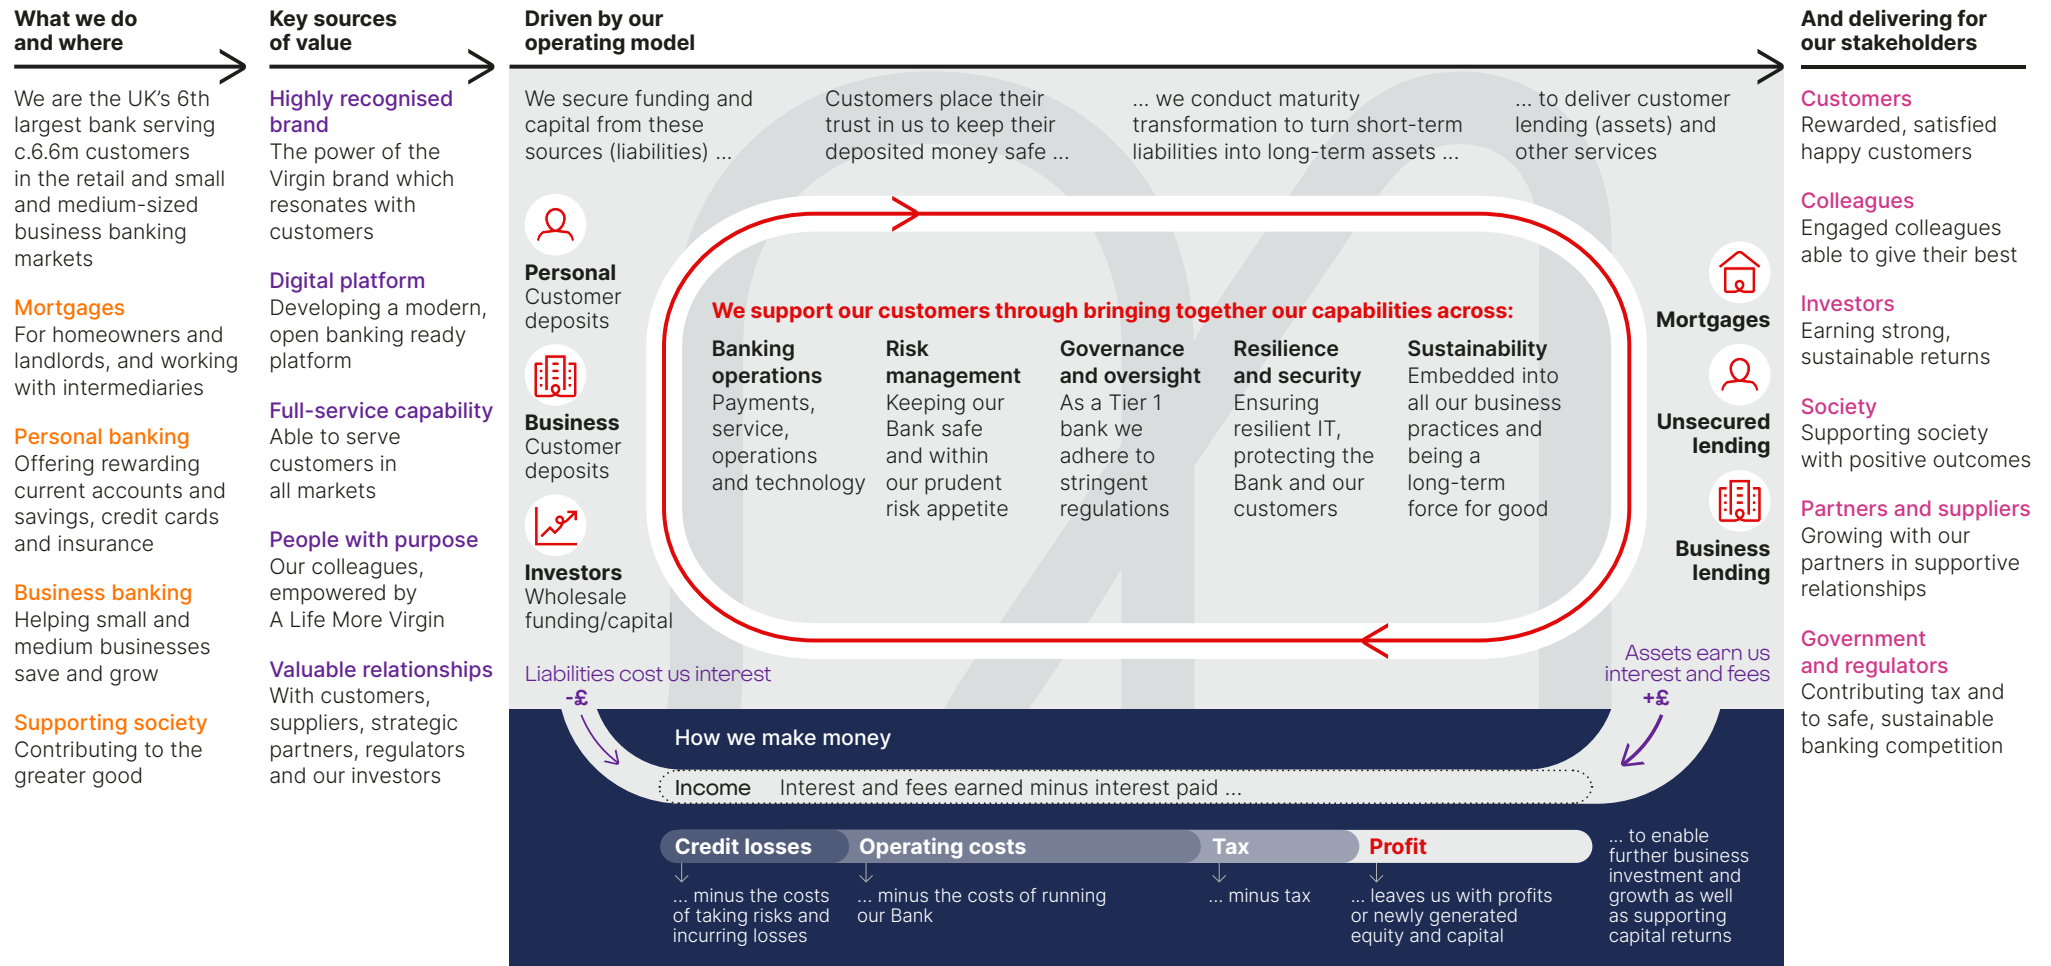 What we do
and where
We are the UK's 6th
largest bank serving
c.6.6m customers
in the retail and small
and medium-sized
business banking
markets
Mortgages
For homeowners and
landlords, and working
with intermediaries
Personal banking
Offering rewarding
current accounts and
savings, credit cards
and insurance
Business banking
Helping small and
medium businesses
save and grow
Supporting society
Contributing to the
greater good
Key sources
of value
Highly recognised
brand
The power of the
Virgin brand which
resonates with
customers
Digital platform
Developing a modern,
open banking ready
platform
Full-service capability
Able to serve
customers in
all markets
People with purpose
Our colleagues,
empowered by
A Life More Virgin
Valuable relationships
With customers,
suppliers, strategic
partners, regulators
and our investors
Driven by our
operating model
We secure funding and
capital from these
sources (liabilities) ...
Customers place their
trust in us to keep their
deposited money safe ...
... we conduct maturity
transformation to turn short-term
liabilities into long-term assets ...
... to deliver customer
lending (assets) and
other services
Personal
Customer
deposits
Business
Customer
deposits
Investors
Wholesale
funding/capital
We support our customers through bringing together our capabilities across:
Banking
operations
Payments,
service,
operations
and technology
Risk
management
Keeping our
Bank safe
and within
our prudent
risk appetite
Governance
and oversight
As a Tier 1
bank we
adhere to
stringent
regulations
Resilience
and security
Ensuring
resilient IT,
protecting the
Bank and our
customers
Sustainability
Embedded into
all our business
practices and
being a
long-term
force for good
Mortgages
Unsecured
lending
Business
lending
Liabilities cost us interest
-£
Assets earn us
interest and fees
+£
How we make money
Income Interest and fees earned minus interest paid ...
Credit losses
... minus the costs
of taking risks and
incurring losses
Operating costs
... minus the costs of running
our Bank
Tax
... minus tax
Profit
... leaves us with profits
or newly generated
equity and capital
... to enable
further business
investment and
growth as well
as supporting
capital returns
And delivering for
our stakeholders
Customers
Rewarded, satisfied
happy customers
Colleagues
Engaged colleagues
able to give their best
Investors
Earning strong,
sustainable returns
Society
Supporting society
with positive outcomes
Partners and suppliers
Growing with our
partners in supportive
relationships
Government
and regulators
Contributing tax and
to safe, sustainable
banking competition